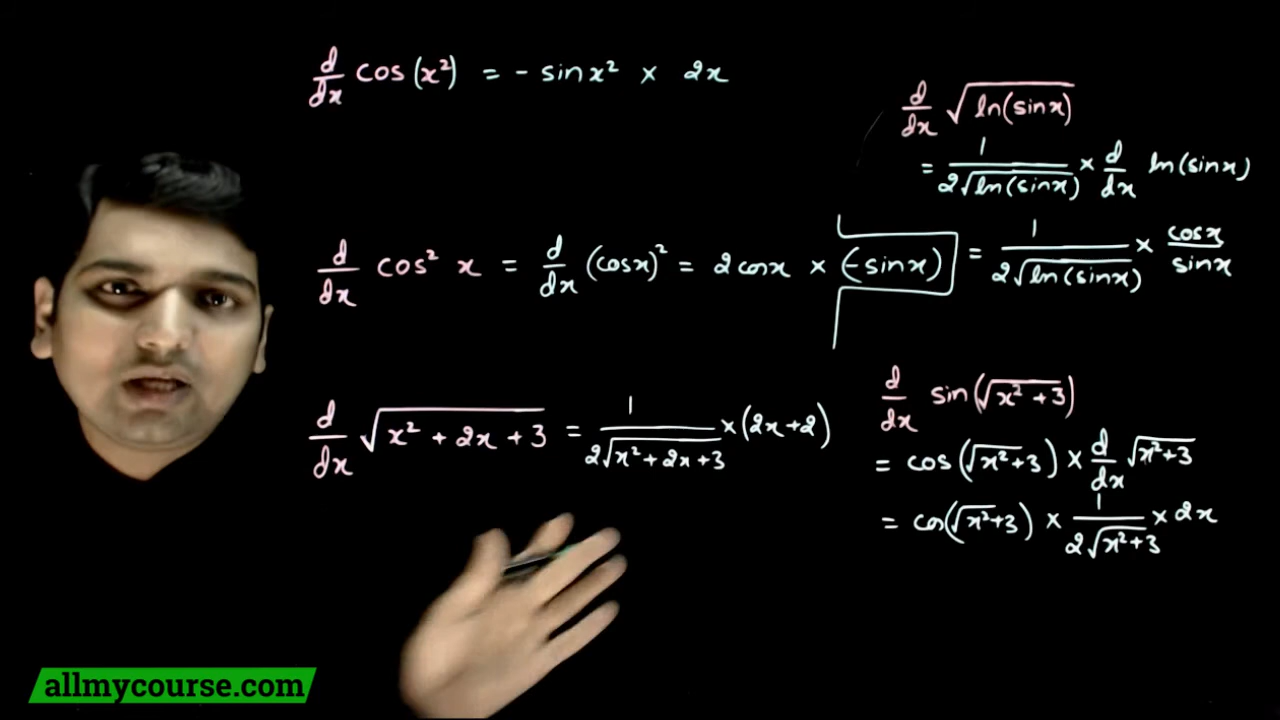 d/dx cos(x²) = - sinx² × 2x
d/dx cos² x = d/dx (cosx)² = 2cosx × (-sinx)
d/dx √(x² + 2x + 3) = 1/(2√(x² + 2x + 3)) × (2x+2)
d/dx √(ln(sinx))
= 1/(2√(ln(sinx))) × d/dx ln(sinx)
= 1/(2√(ln(sinx))) × cosx/sinx
d/dx sin(√(x² + 3))
= cos(√(x²+3)) × d/dx √(x²+3)
= cos(√(x²+3)) × 1/(2√(x²+3)) × 2x
allmycourse.com